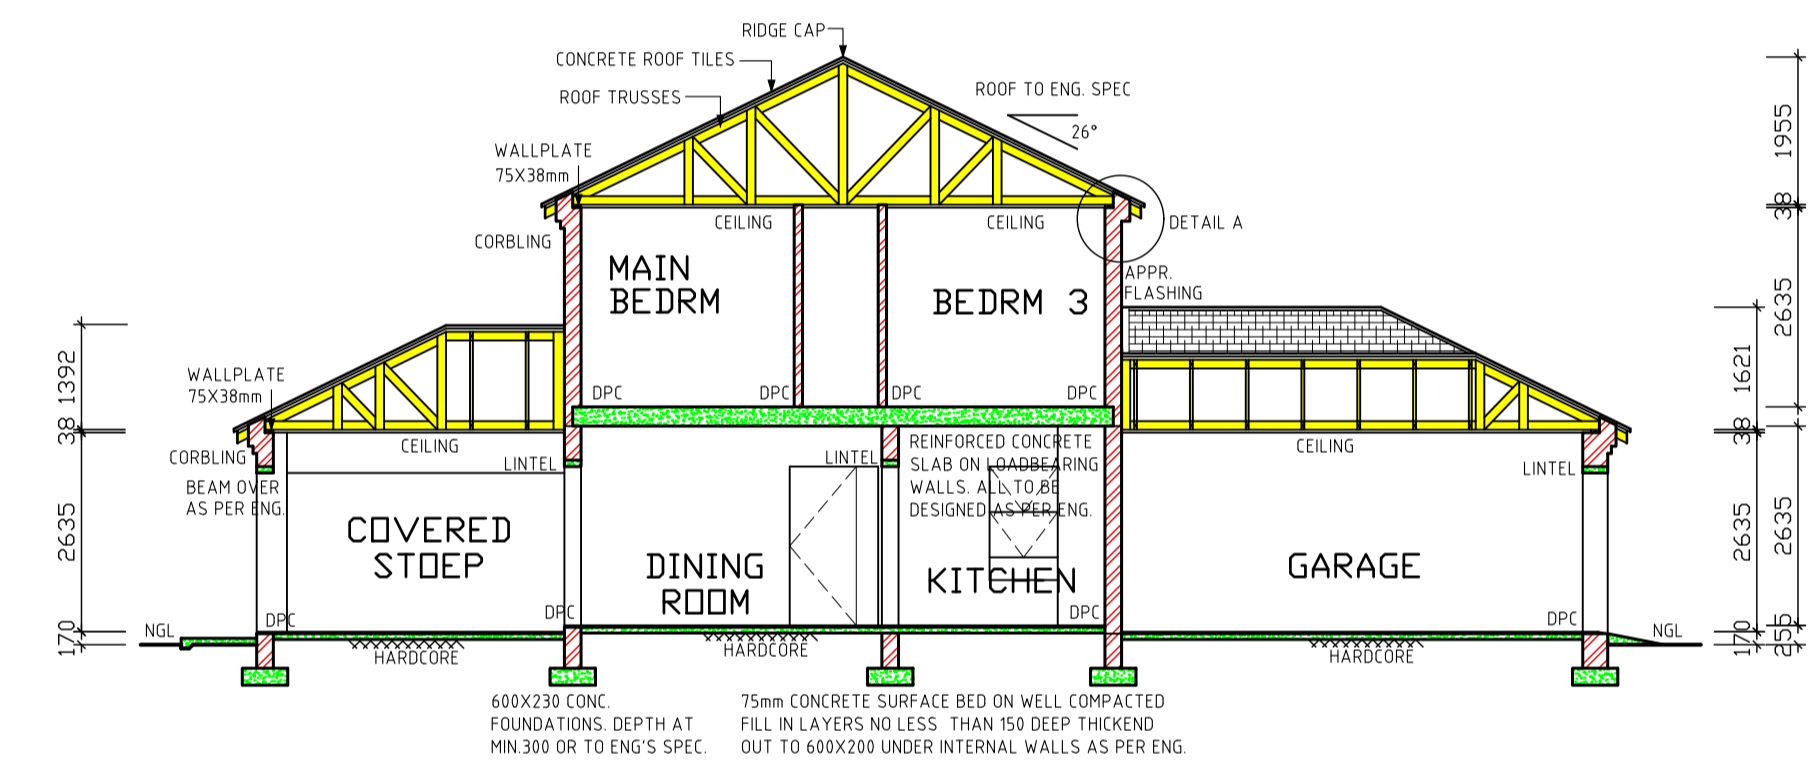 RIDGE CAP
CONCRETE ROOF TILES
ROOF TRUSSES
ROOF TO ENG. SPEC
26°
WALLPLATE
75X38mm
CEILING
CEILING
CORBLING
DETAIL A
MAIN
BEDRM
BEDRM 3
APPR.
FLASHING
WALLPLATE
75X38mm
DPC
DPC
DPC
DPC
CEILING
CORBLING
LINTEL
BEAM OVER
AS PER ENG.
LINTEL
REINFORCED CONCRETE
SLAB ON LOADBEARING
WALLS. ALL TO BE
DESIGNED AS PER ENG.
CEILING
LINTEL
COVERED
STOEP
DINING
ROOM
KITCHEN
GARAGE
NGL
DPC
DPC
DPC
DPC
NGL
HARDCORE
HARDCORE
HARDCORE
600X230 CONC.
FOUNDATIONS. DEPTH AT
MIN.300 OR TO ENG'S SPEC.
75mm CONCRETE SURFACE BED ON WELL COMPACTED
FILL IN LAYERS NO LESS THAN 150 DEEP THICKEND
OUT TO 600X200 UNDER INTERNAL WALLS AS PER ENG.
1392
38
2635
170
1621
38
2635
170
1955
38
2635
2635
255